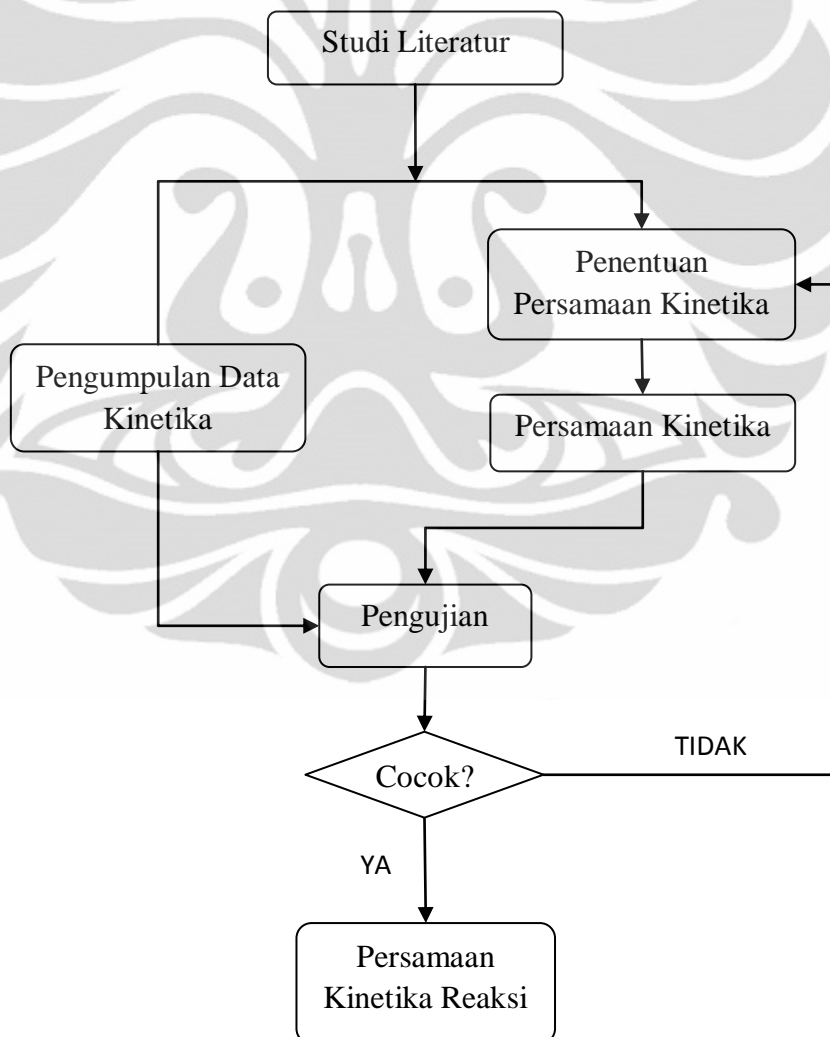 Studi Literatur
Penentuan
Persamaan Kinetika
Pengumpulan Data
Kinetika
Persamaan Kinetika
Pengujian
Cocok?
TIDAK
YA
Persamaan
Kinetika Reaksi